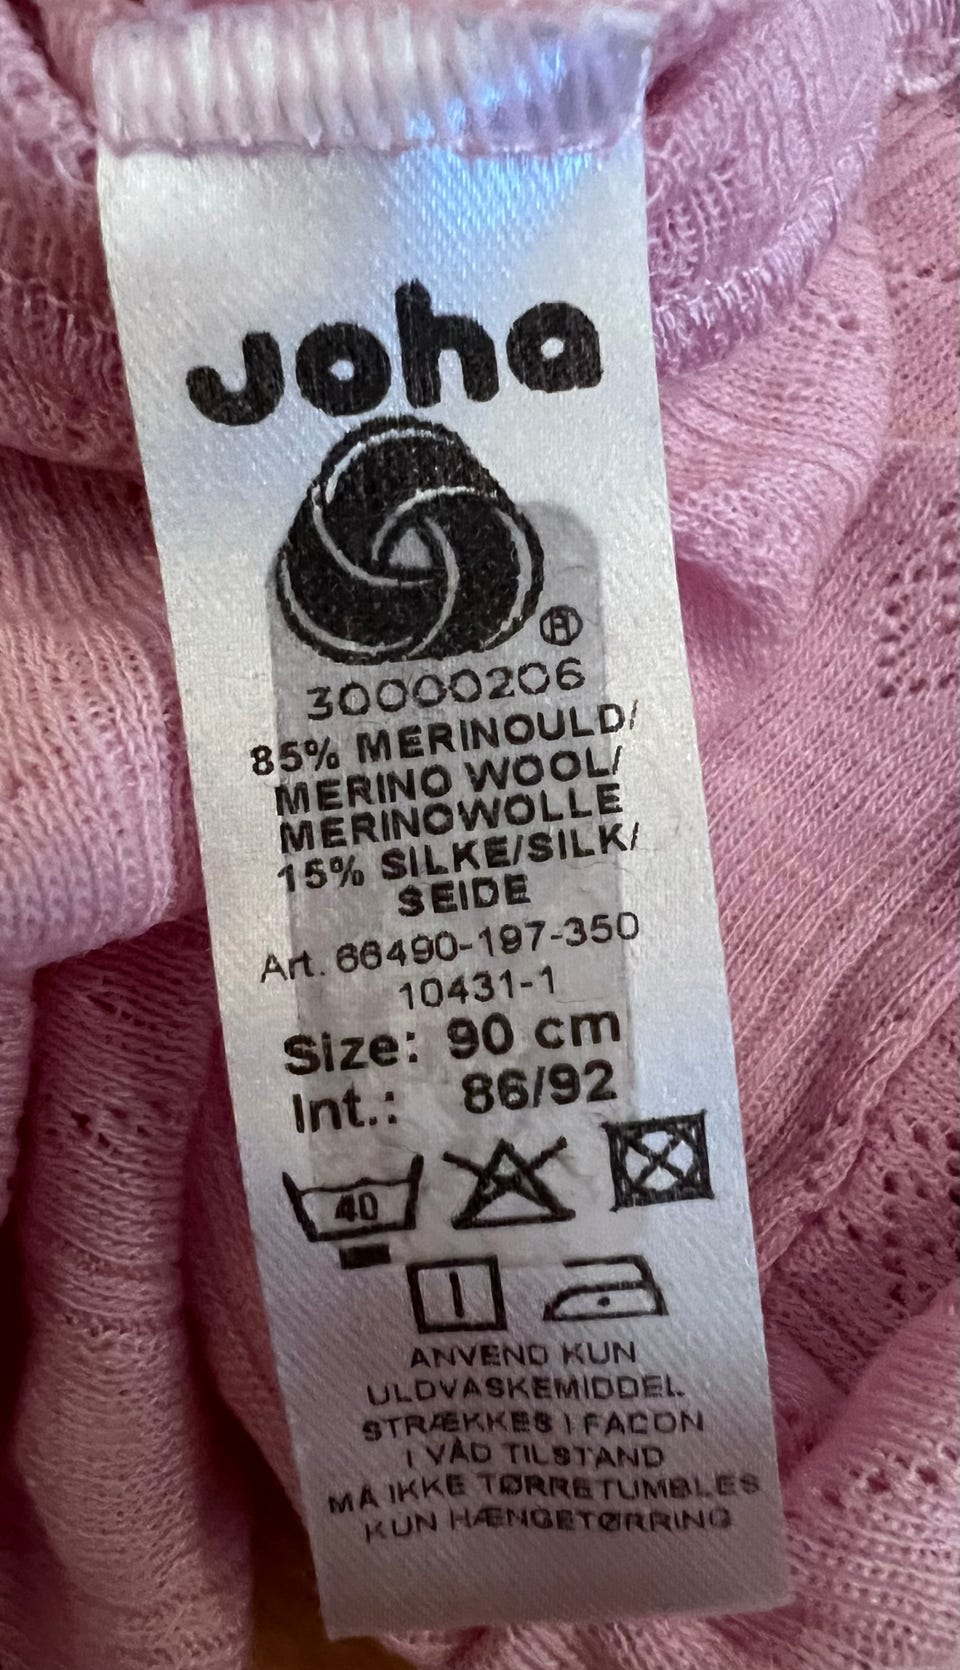 joha
®
30000206
85% MERINOULD/
MERINO WOOL/
MERINOWOLLE
15% SILKE/SILK/
SEIDE
Art. 66490-197-350
10431-1
Size: 90 cm
Int.: 86/92
40
ANVEND KUN
ULDVASKEMIDDEL
STRÆKKES I FACON
I VÅD TILSTAND
MÅ IKKE TØRRETUMBLES
KUN HÆNGETØRRING